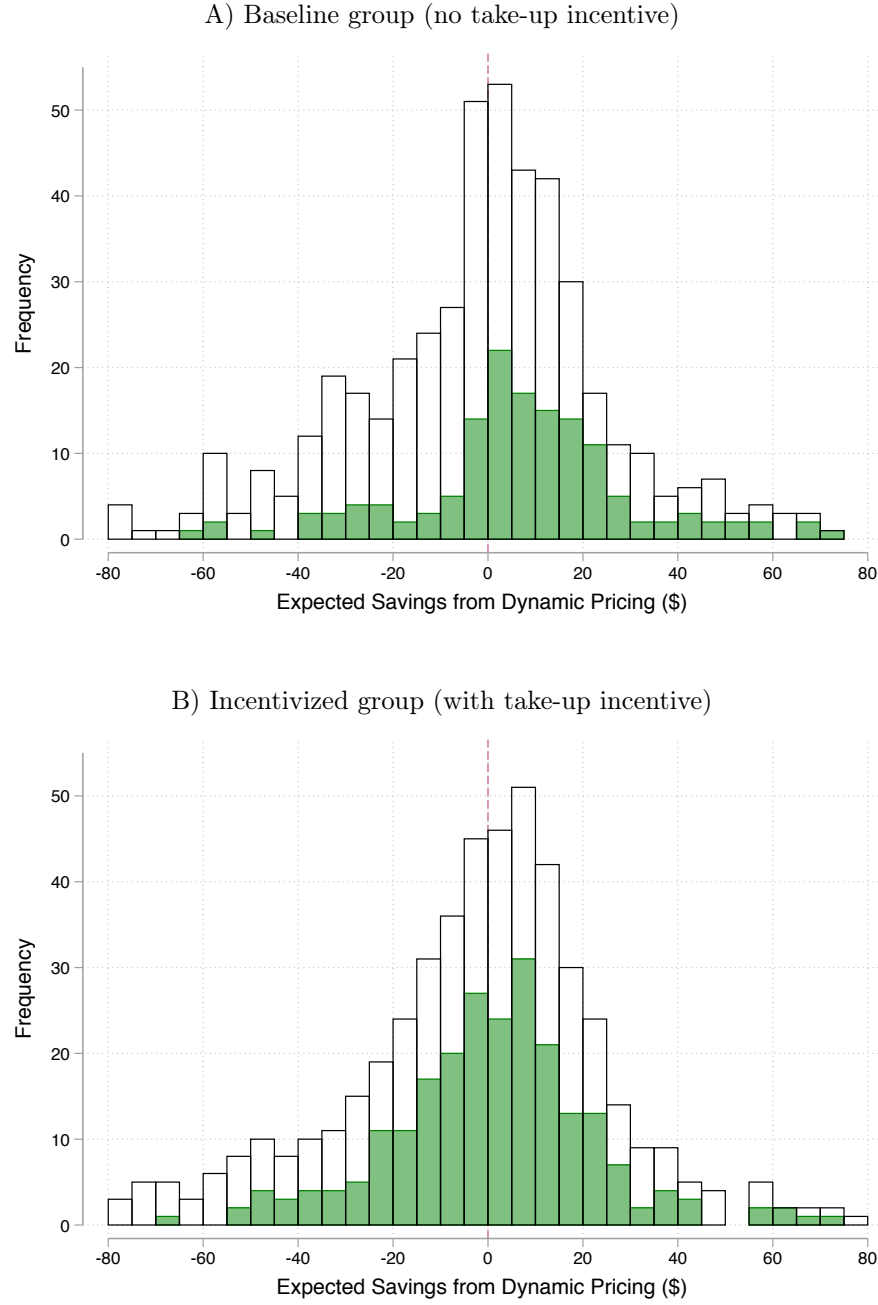 A) Baseline group (no take-up incentive)
50
40
30
20
10
0
Frequency
-80 -60 -40 -20 0 20 40 60 80
Expected Savings from Dynamic Pricing ($)
B) Incentivized group (with take-up incentive)
50
40
30
20
10
0
Frequency
-80 -60 -40 -20 0 20 40 60 80
Expected Savings from Dynamic Pricing ($)